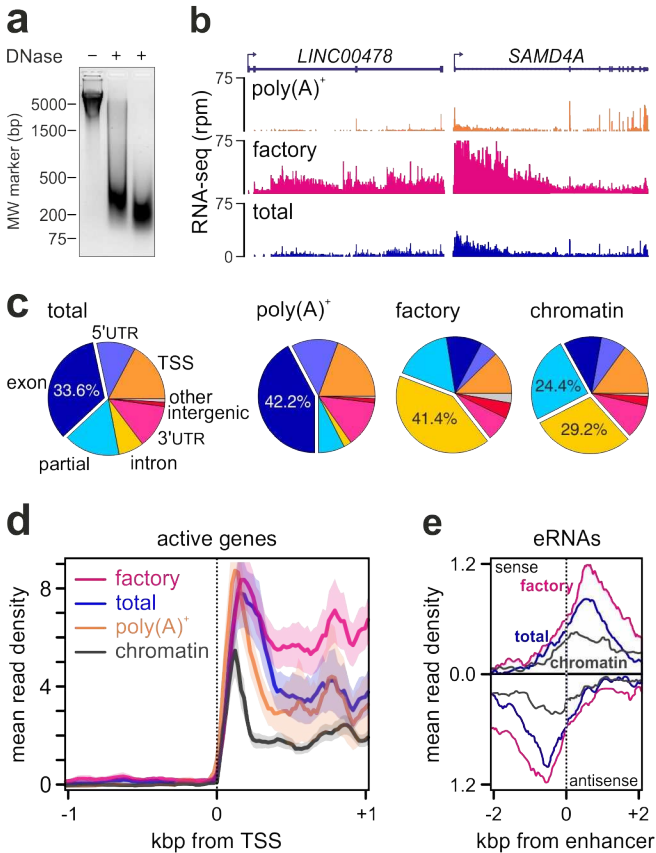 a
DNase − + +
MW marker (bp)
5000
1500
500
200
75
b
LINC00478 SAMD4A
RNA-seq (rpm)
75
poly(A)+
75
factory
75
total
0
c
total
5'UTR
TSS
exon
33.6%
other
intergenic
3'UTR
partial
intron
poly(A)+
42.2%
factory
41.4%
chromatin
24.4%
29.2%
d
active genes
mean read density
8
4
0
factory
total
poly(A)+
chromatin
-1 0 +1
kbp from TSS
e
eRNAs
mean read density
1.2
0.0
1.2
sense
factory
total
chromatin
antisense
-2 0 +2
kbp from enhancer